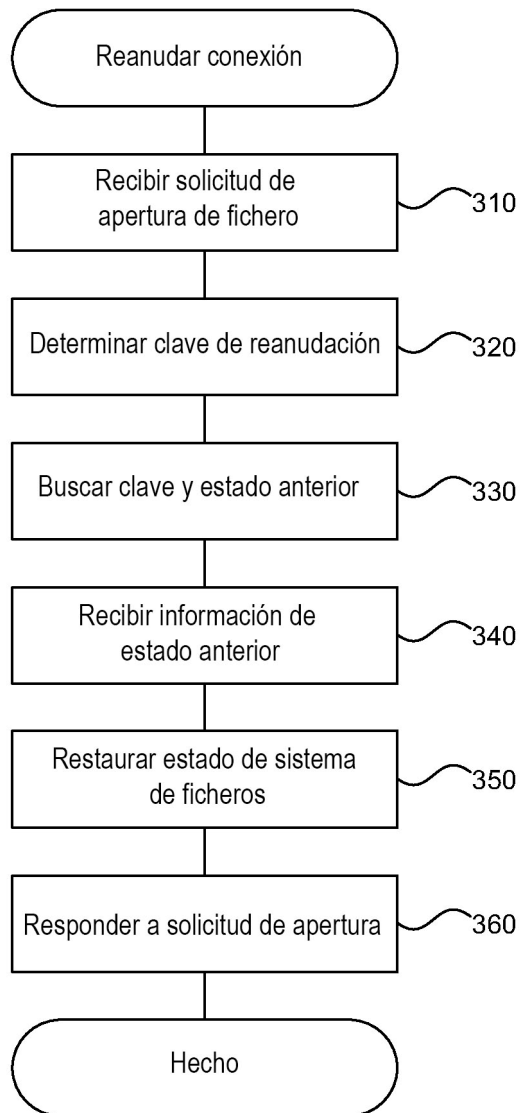 Reanudar conexión
Recibir solicitud de
apertura de fichero
310
Determinar clave de reanudación
320
Buscar clave y estado anterior
330
Recibir información de
estado anterior
340
Restaurar estado de sistema
de ficheros
350
Responder a solicitud de apertura
360
Hecho